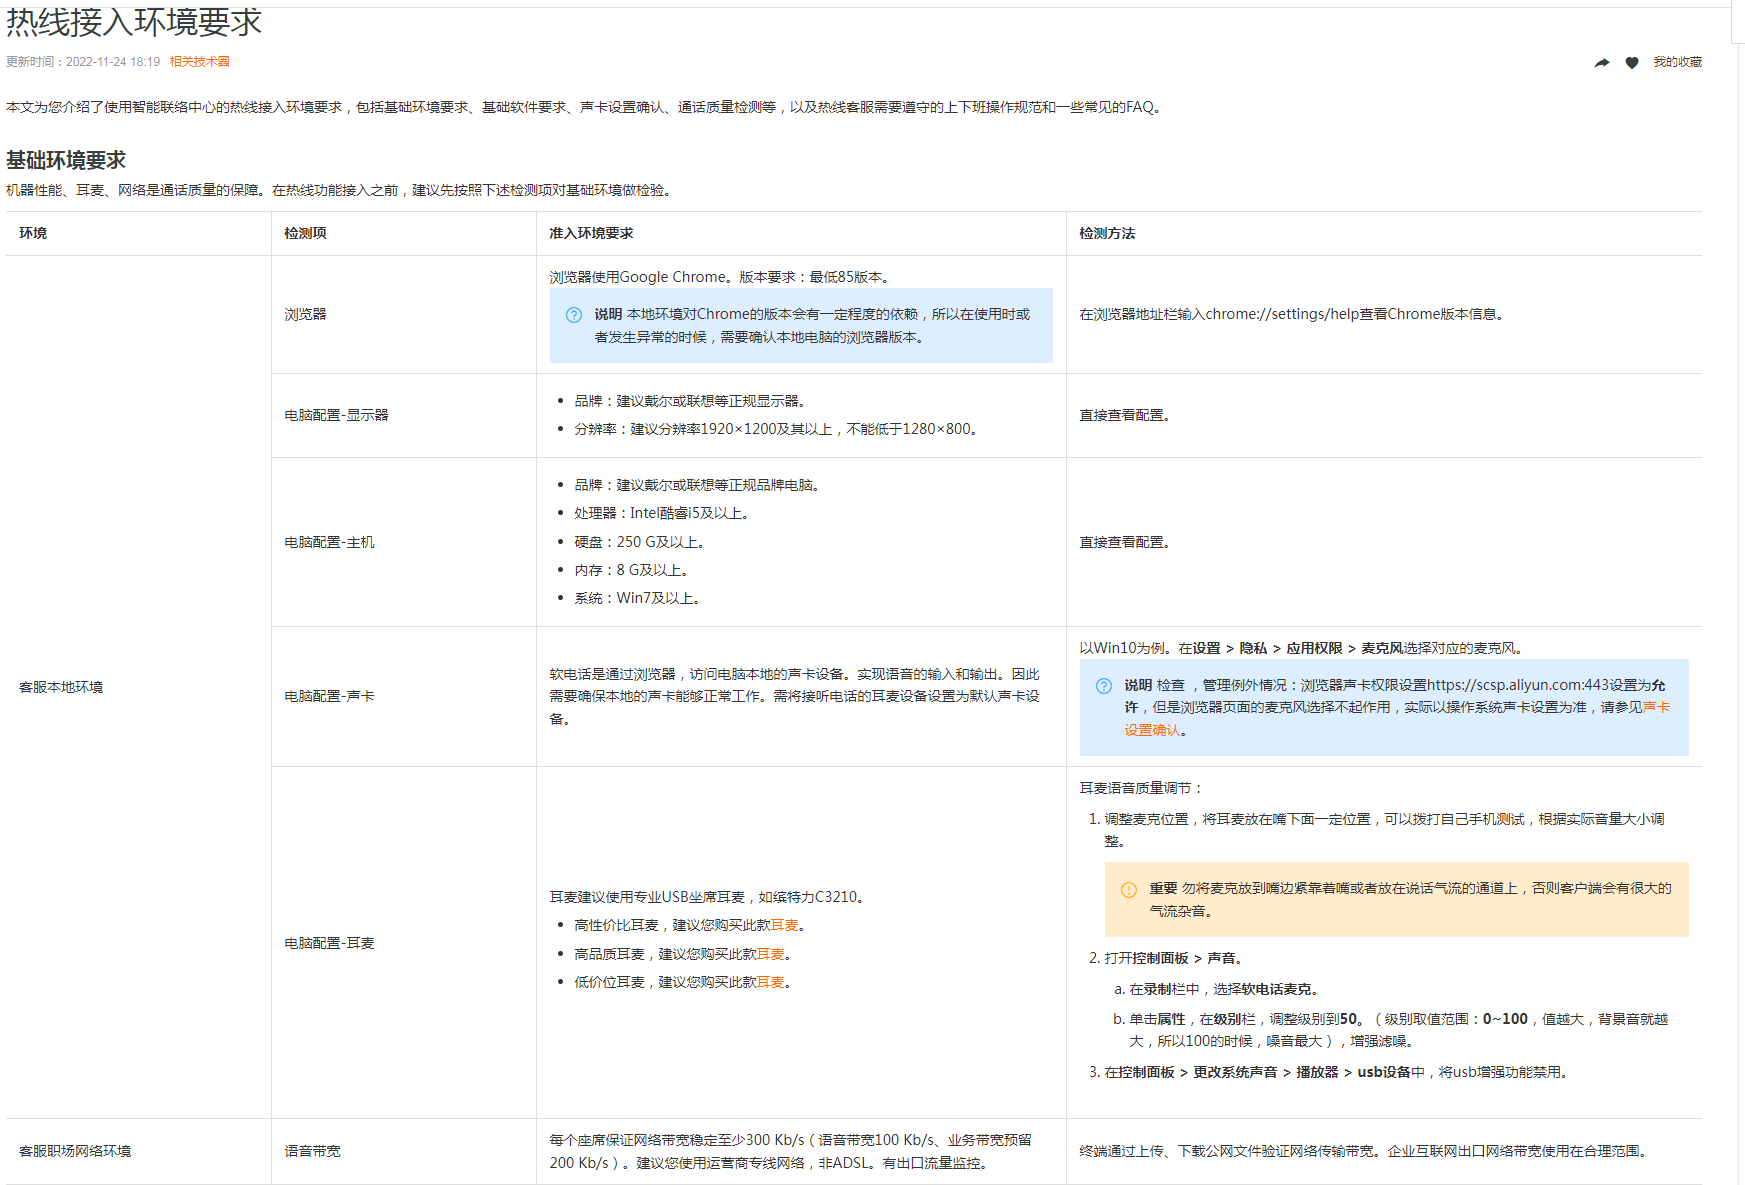 热线接入环境要求
更新时间：2022-11-24 18:19 相关技术圈
我的收藏
本文为您介绍了使用智能联络中心的热线接入环境要求，包括基础环境要求、基础软件要求、声卡设置确认、通话质量检测等，以及热线客服需要遵守的上下班操作规范和一些常见的FAQ。
基础环境要求
机器性能、耳麦、网络是通话质量的保障。在热线功能接入之前，建议先按照下述检测项对基础环境做检验。
环境 检测项 准入环境要求 检测方法
客服本地环境
浏览器
浏览器使用Google Chrome。版本要求：最低85版本。
说明 本地环境对Chrome的版本会有一定程度的依赖，所以在使用时或
者发生异常的时候，需要确认本地电脑的浏览器版本。
在浏览器地址栏输入chrome://settings/help查看Chrome版本信息。
电脑配置-显示器
• 品牌：建议戴尔或联想等正规显示器。
• 分辨率：建议分辨率1920×1200及其以上，不能低于1280×800。
直接查看配置。
电脑配置-主机
• 品牌：建议戴尔或联想等正规品牌电脑。
• 处理器：Intel酷睿i5及以上。
• 硬盘：250 G及以上。
• 内存：8 G及以上。
• 系统：Win7及以上。
直接查看配置。
电脑配置-声卡
软电话是通过浏览器，访问电脑本地的声卡设备。实现语音的输入和输出。因此
需要确保本地的声卡能够正常工作。需将接听电话的耳麦设备设置为默认声卡设
备。
以Win10为例。在设置 > 隐私 > 应用权限 > 麦克风选择对应的麦克风。
说明 检查 ，管理例外情况：浏览器声卡权限设置https://scsp.aliyun.com:443设置为允
许，但是浏览器页面的麦克风选择不起作用，实际以操作系统声卡设置为准，请参见声卡
设置确认。
电脑配置-耳麦
耳麦建议使用专业USB坐席耳麦，如缤特力C3210。
• 高性价比耳麦，建议您购买此款耳麦。
• 高品质耳麦，建议您购买此款耳麦。
• 低价位耳麦，建议您购买此款耳麦。
耳麦语音质量调节：
1. 调整麦克位置，将耳麦放在嘴下面一定位置，可以拨打自己手机测试，根据实际音量大小调
整。
重要 勿将麦克放到嘴边紧靠着嘴或者放在说话气流的通道上，否则客户端会有很大的
气流杂音。
2. 打开控制面板 > 声音。
a. 在录制栏中，选择软电话麦克。
b. 单击属性，在级别栏，调整级别到50。（级别取值范围：0~100，值越大，背景音就越
大，所以100的时候，噪音最大），增强滤噪。
3. 在控制面板 > 更改系统声音 > 播放器 > usb设备中，将usb增强功能禁用。
客服职场网络环境
语音带宽
每个座席保证网络带宽稳定至少300 Kb/s（语音带宽100 Kb/s、业务带宽预留
200 Kb/s）。建议您使用运营商专线网络，非ADSL。有出口流量监控。
终端通过上传、下载公网文件验证网络传输带宽。企业互联网出口网络带宽使用在合理范围。